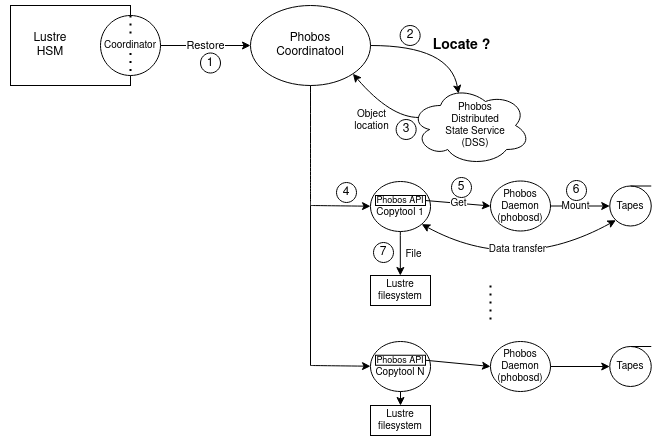 Lustre
HSM
Coordinator
Restore
1
Phobos
Coordinatool
2
Locate ?
Phobos
Distributed
State Service
(DSS)
Object
location
3
4
Phobos API
Copytool 1
5
Get
Phobos
Daemon
(phobosd)
6
Mount
Tapes
Data transfer
7
File
Lustre
filesystem
Phobos API
Copytool N
Phobos
Daemon
(phobosd)
Tapes
Lustre
filesystem